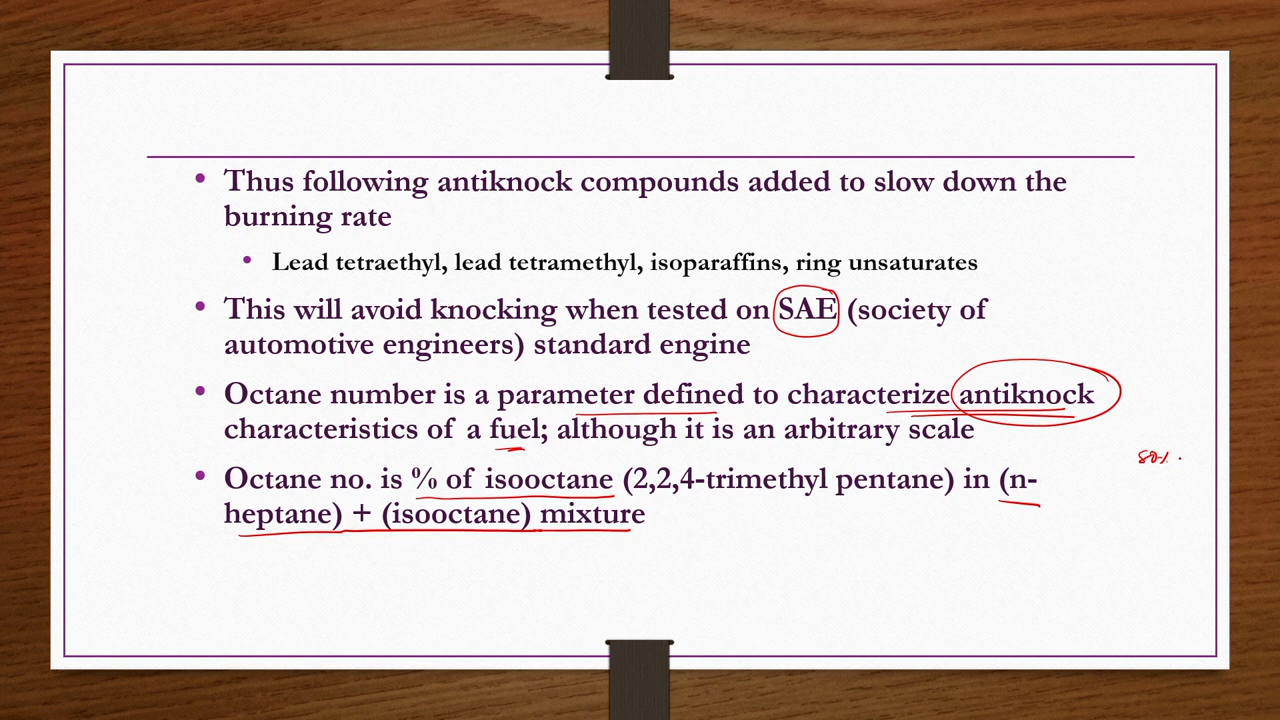 • Thus following antiknock compounds added to slow down the
burning rate
• Lead tetraethyl, lead tetramethyl, isoparaffins, ring unsaturates
• This will avoid knocking when tested on SAE (society of
automotive engineers) standard engine
• Octane number is a parameter defined to characterize antiknock
characteristics of a fuel; although it is an arbitrary scale
• Octane no. is % of isooctane (2,2,4-trimethyl pentane) in (n-
heptane) + (isooctane) mixture